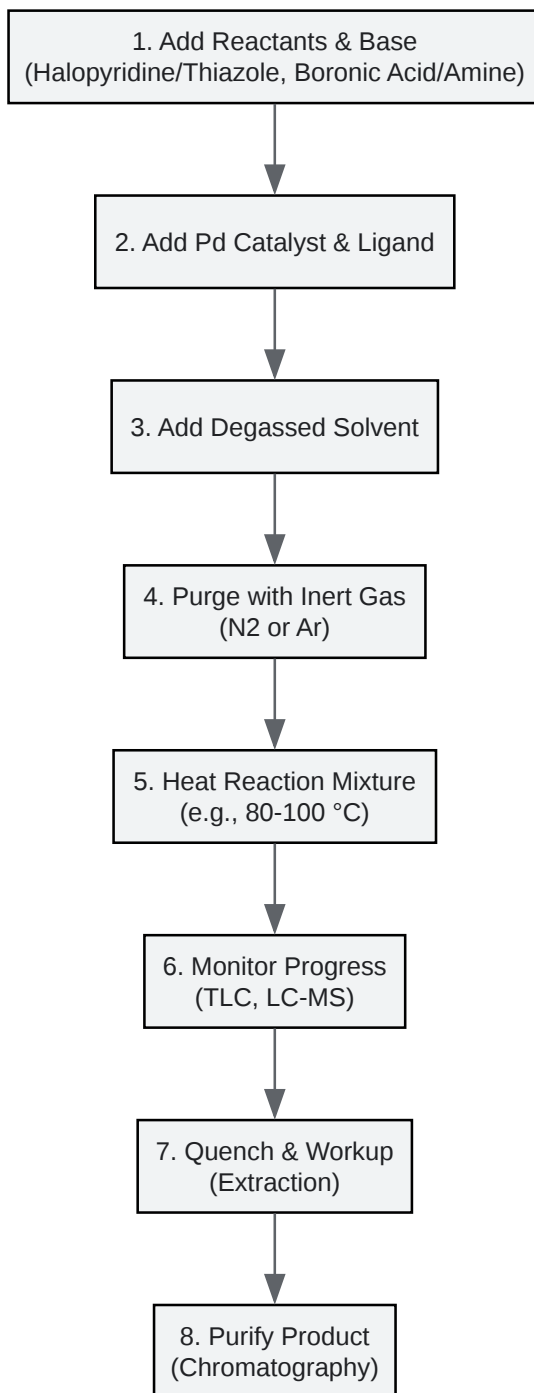 1. Add Reactants & Base
(Halopyridine/Thiazole, Boronic Acid/Amine)
2. Add Pd Catalyst & Ligand
3. Add Degassed Solvent
4. Purge with Inert Gas
(N2 or Ar)
5. Heat Reaction Mixture
(e.g., 80-100 °C)
6. Monitor Progress
(TLC, LC-MS)
7. Quench & Workup
(Extraction)
8. Purify Product
(Chromatography)